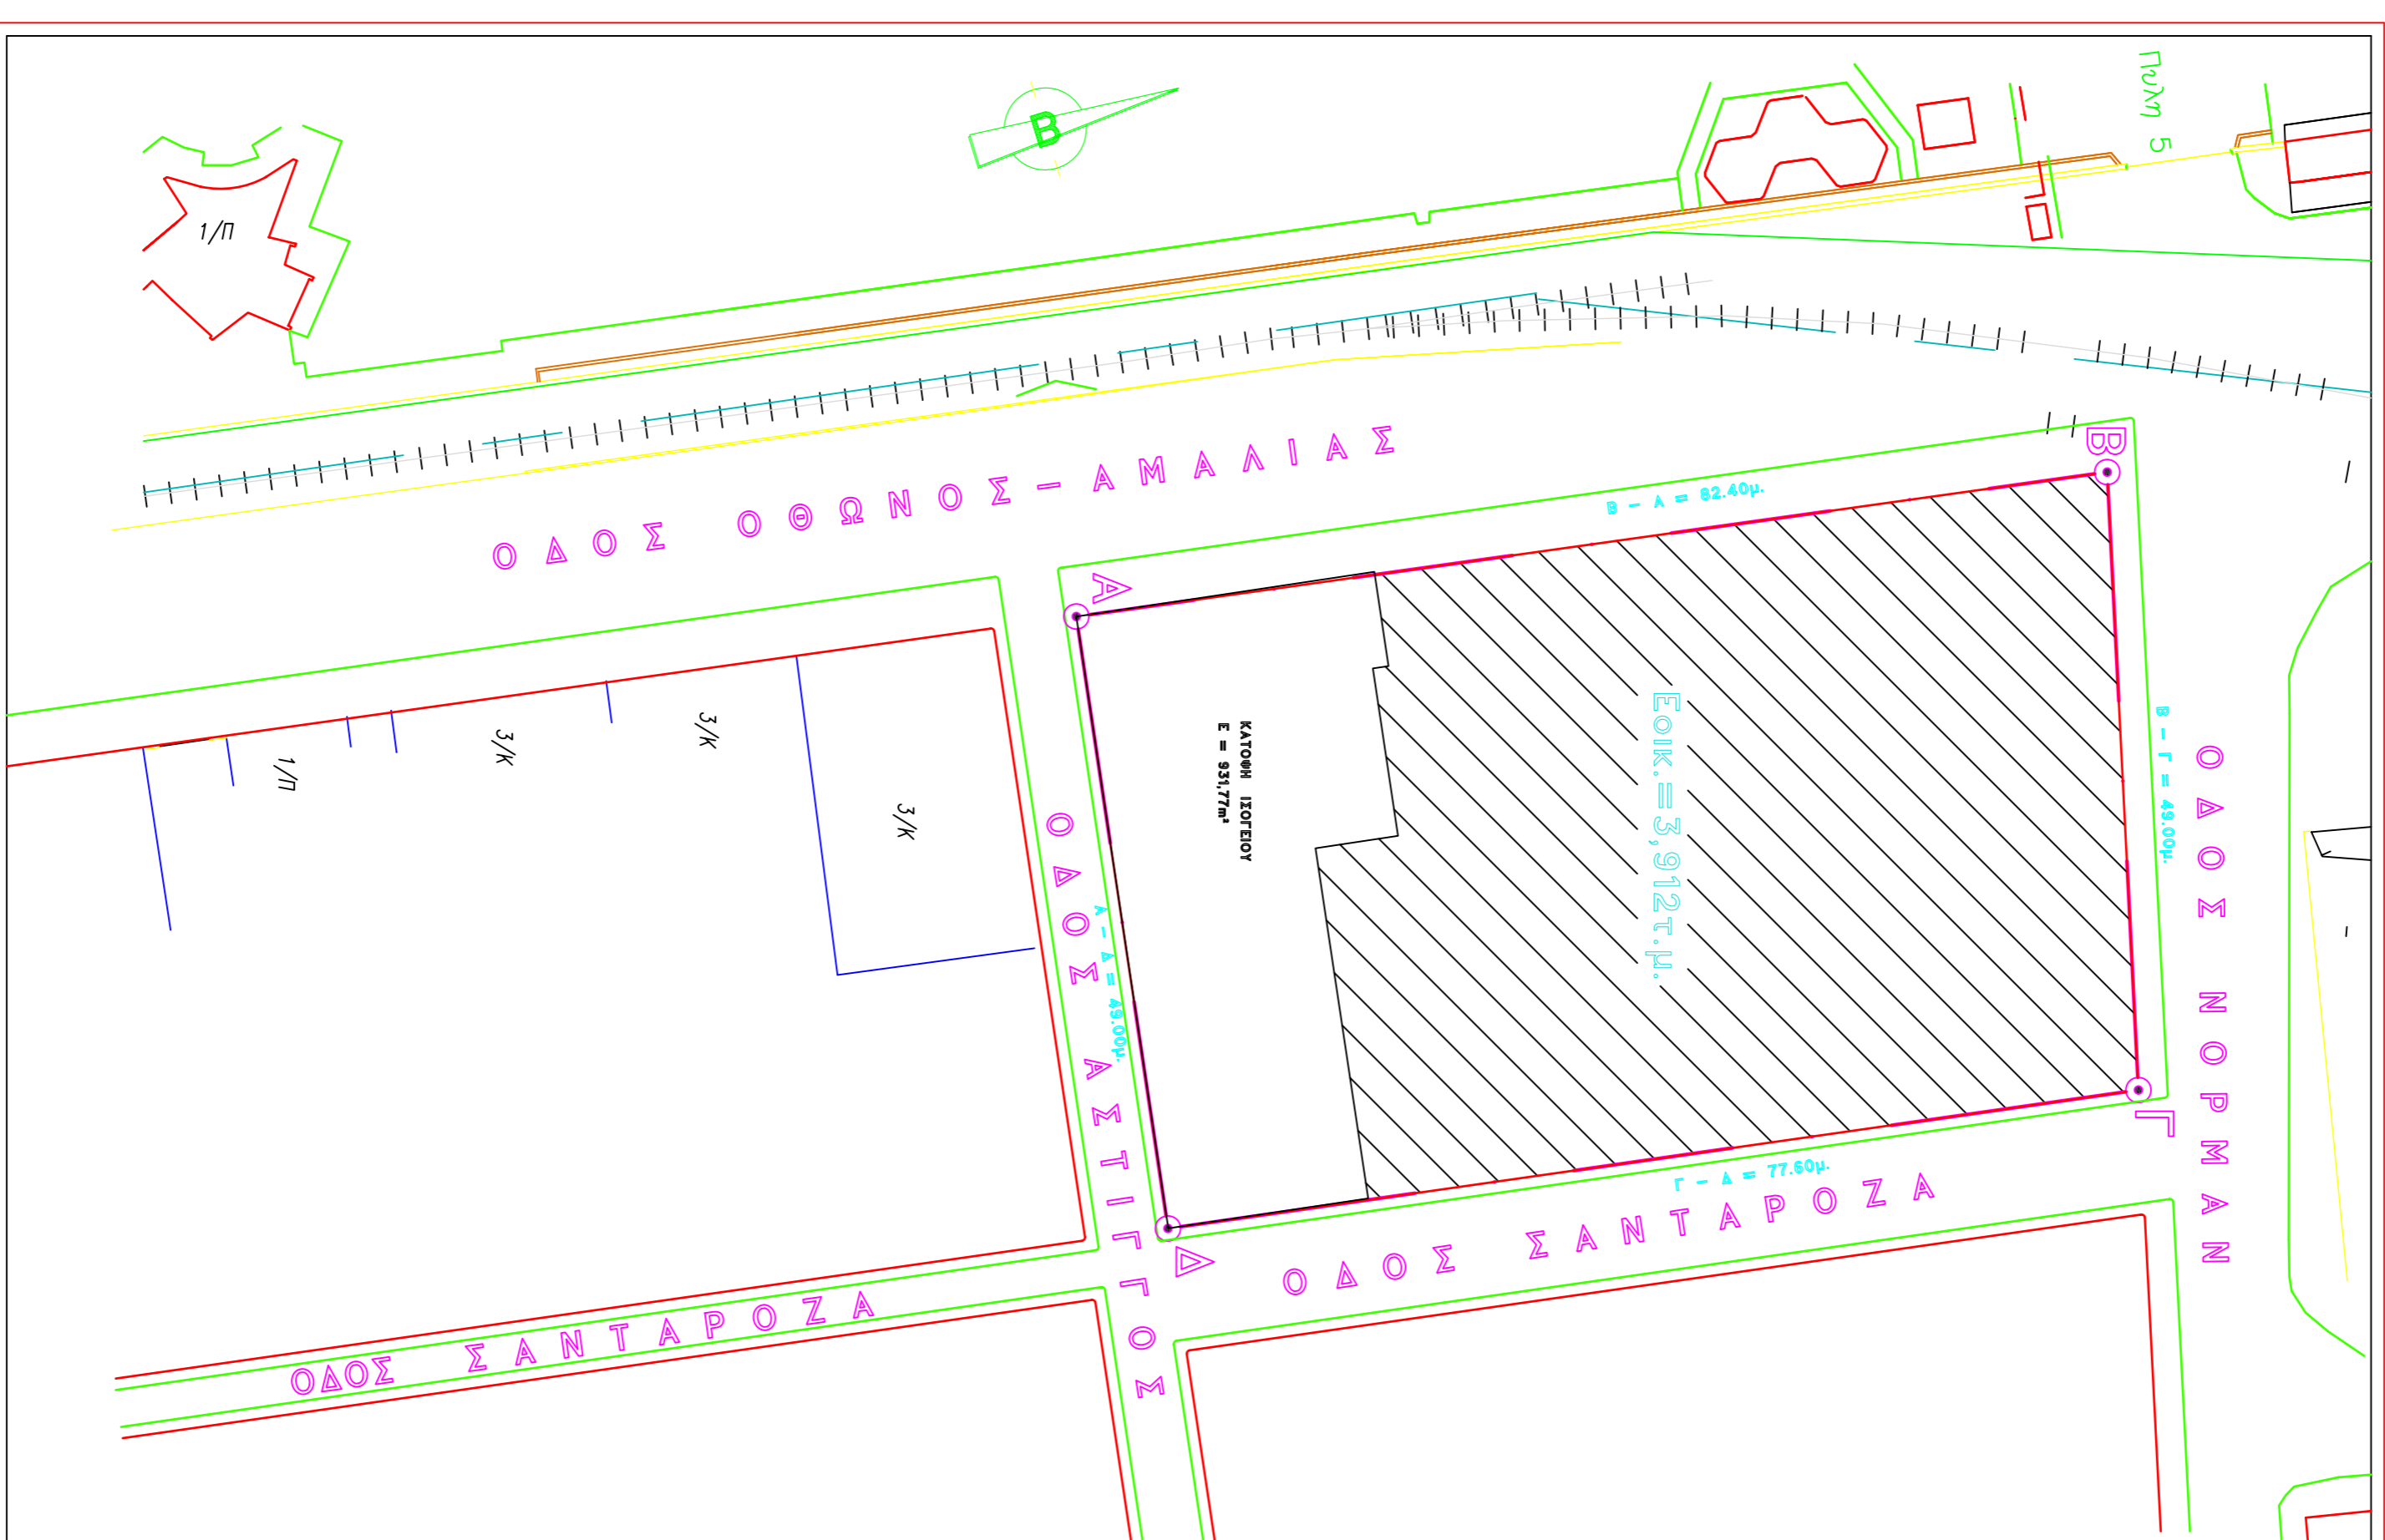 Πυλη 5
Β
1/Π
ΟΔΟΣ ΟΘΩΝΟΣ-ΑΜΑΛΙΑΣ
Β
Β - Α = 82.40μ.
Α
Β - Γ = 49.00μ.
ΟΔΟΣ ΝΟΡΜΑΝ
Εοικ.=3,912τ.μ.
ΚΑΤΟΨΗ ΙΣΟΓΕΙΟΥ
Ε = 931,77m²
3/Κ
3/Κ
1/Π
3/Κ
ΟΔΟΣ ΑΣΤΙΓΓΟΣ
Α - Δ = 49.00μ.
Γ
Γ - Δ = 77.60μ.
Δ
ΟΔΟΣ ΣΑΝΤΑΡΟΖΑ
ΟΔΟΣ ΣΑΝΤΑΡΟΖΑ